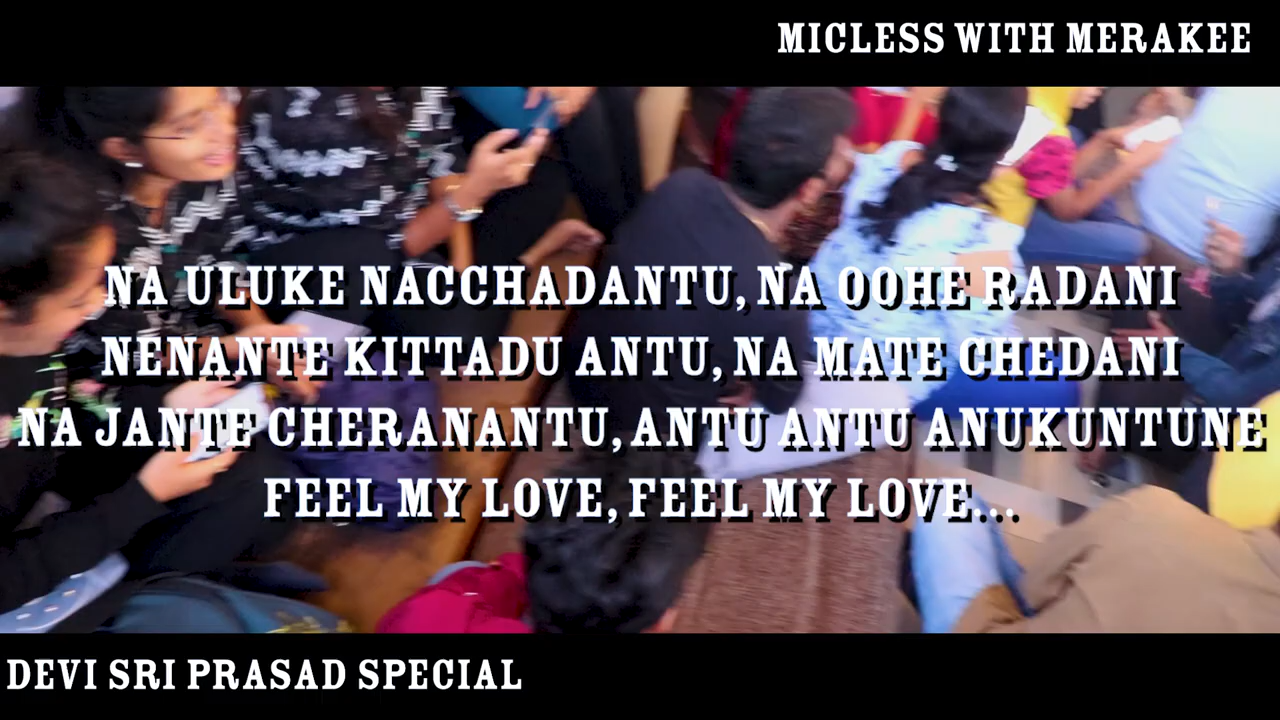 MICLESS WITH MERAKEE
NA ULUKE NACCHADANTU, NA OOHE RADANI
NENANTE KITTADU ANTU, NA MATE CHEDANI
NA JANTE CHERANANTU, ANTU ANTU ANUKUNTUNE
FEEL MY LOVE, FEEL MY LOVE...
DEVI SRI PRASAD SPECIAL